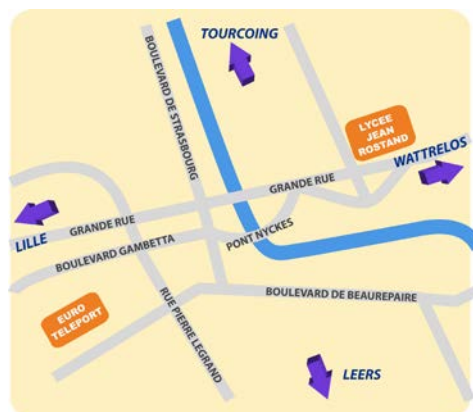 TOURCOING
BOULEVARD DE STRASBOURG
LYCEE
JEAN
ROSTAND
WATTRELOS
GRANDE RUE
GRANDE RUE
LILLE
BOULEVARD GAMBETTA
PONT NYCKES
EURO
TELEPORT
RUE PIERRE LEGRAND
BOULEVARD DE BEAUREPAIRE
LEERS